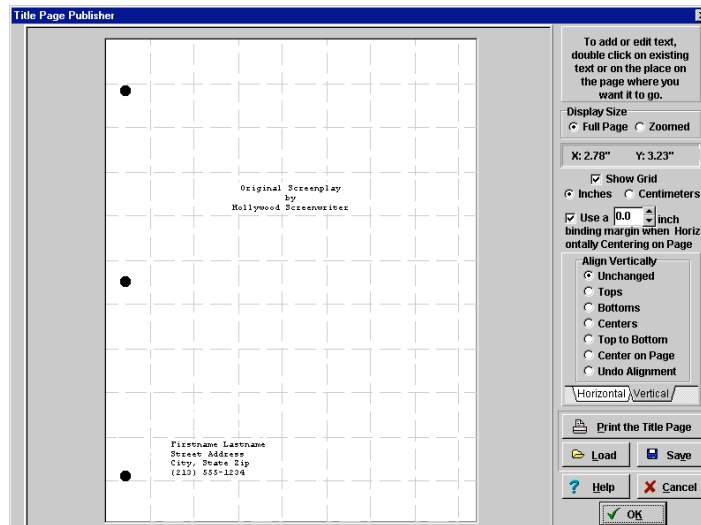 Title Page Publisher
Original Screenplay
by
Hollywood Screenwriter
Firstname Lastname
Street Address
City, State Zip
(213) 555-1234
To add or edit text,
double click on existing
text or on the place on
the page where you
want it to go.
Display Size
Full Page Zoomed
X: 2.78" Y: 3.23"
Show Grid
Inches Centimeters
Use a 0.0 inch
binding margin when Horiz
ontally Centering on Page
Align Vertically
Unchanged
Tops
Bottoms
Centers
Top to Bottom
Center on Page
Undo Alignment
Horizontal Vertical
Print the Title Page
Load Save
? Help Cancel
OK